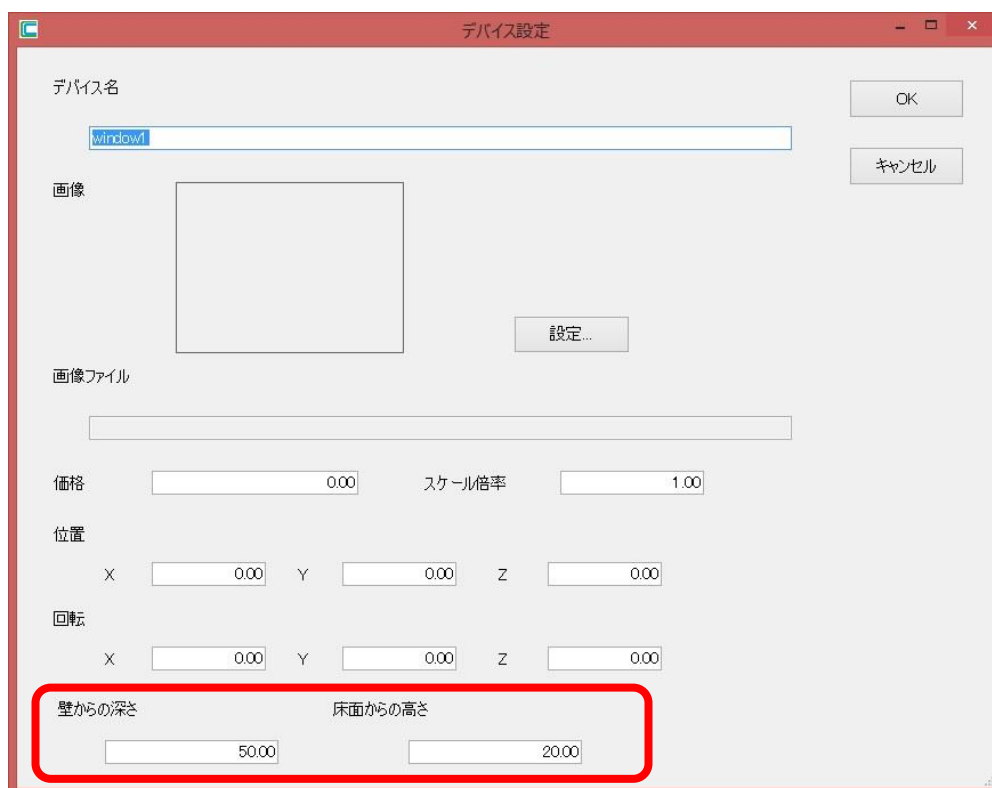 デバイス設定
デバイス名
OK
window1
キャンセル
画像
設定...
画像ファイル
価格 0.00 スケール倍率 1.00
位置
X 0.00 Y 0.00 Z 0.00
回転
X 0.00 Y 0.00 Z 0.00
壁からの深さ 床面からの高さ
50.00 20.00